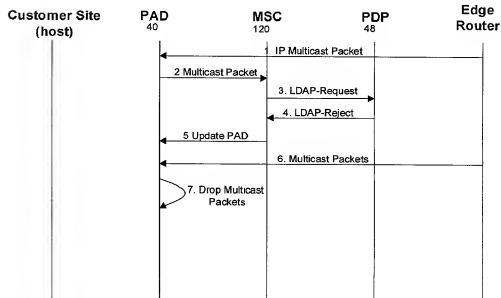 Customer Site
(host)
PAD
40
MSC
120
PDP
48
Edge
Router
1 IP Multicast Packet
2 Multicast Packet
3. LDAP-Request
4. LDAP-Reject
5 Update PAD
6. Multicast Packets
7. Drop Multicast
Packets